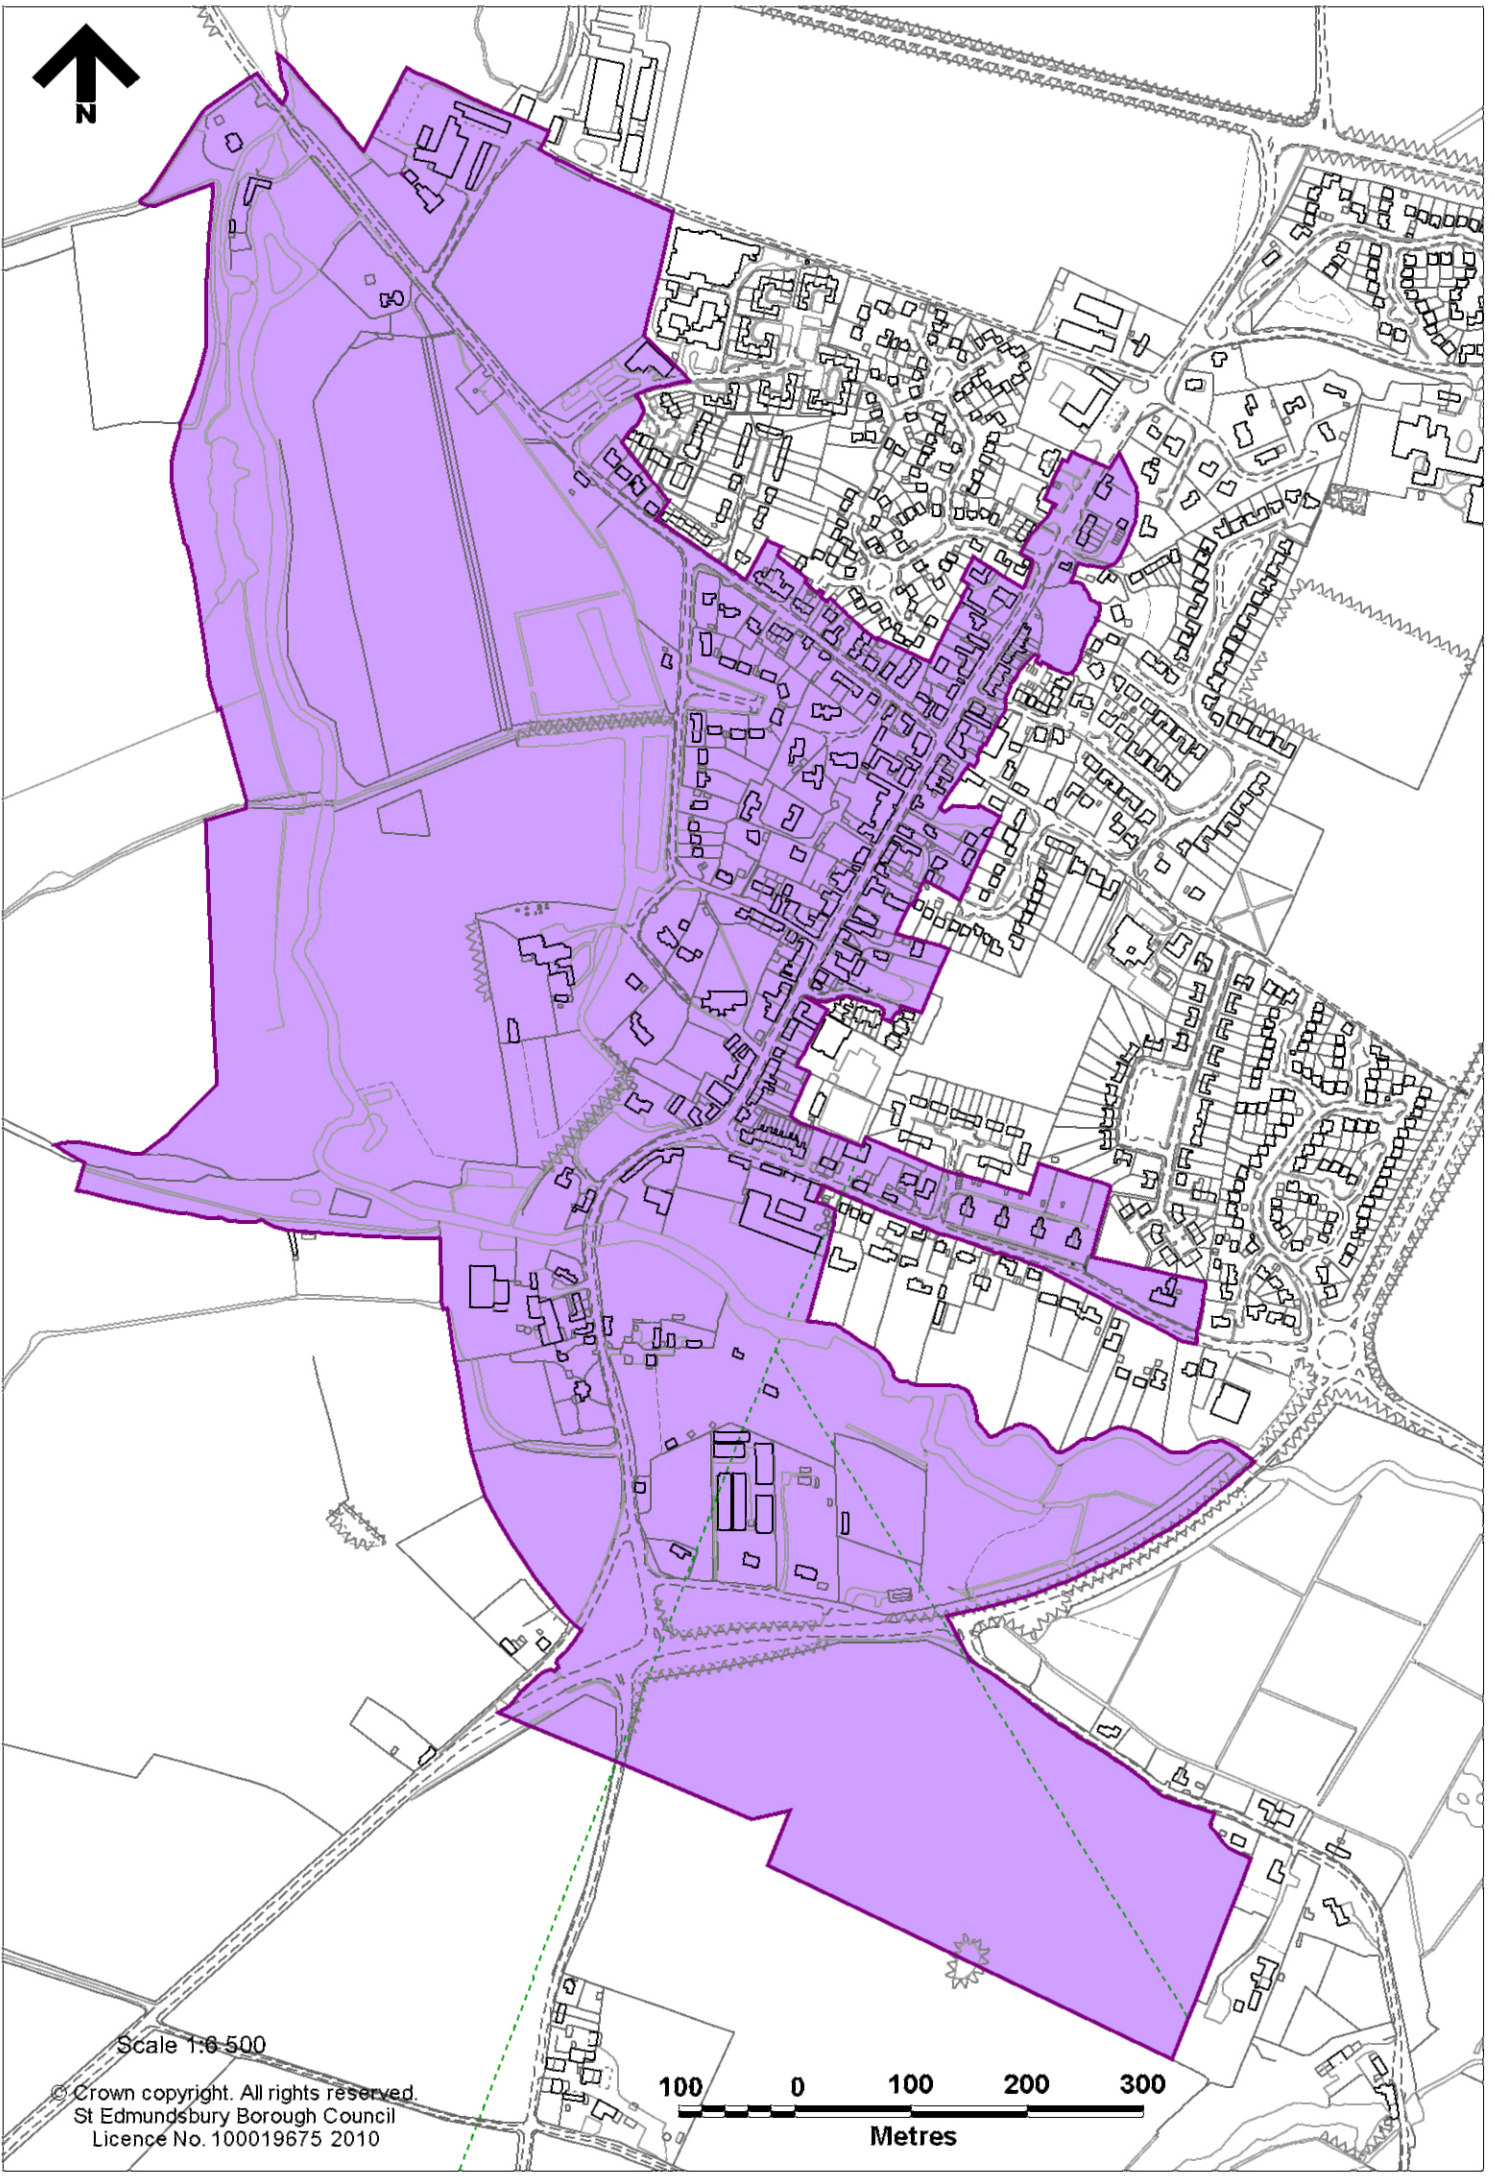 N
Scale 1:6 500
© Crown copyright. All rights reserved.
St Edmundsbury Borough Council
Licence No. 100019675 2010
100 0 100 200 300
Metres